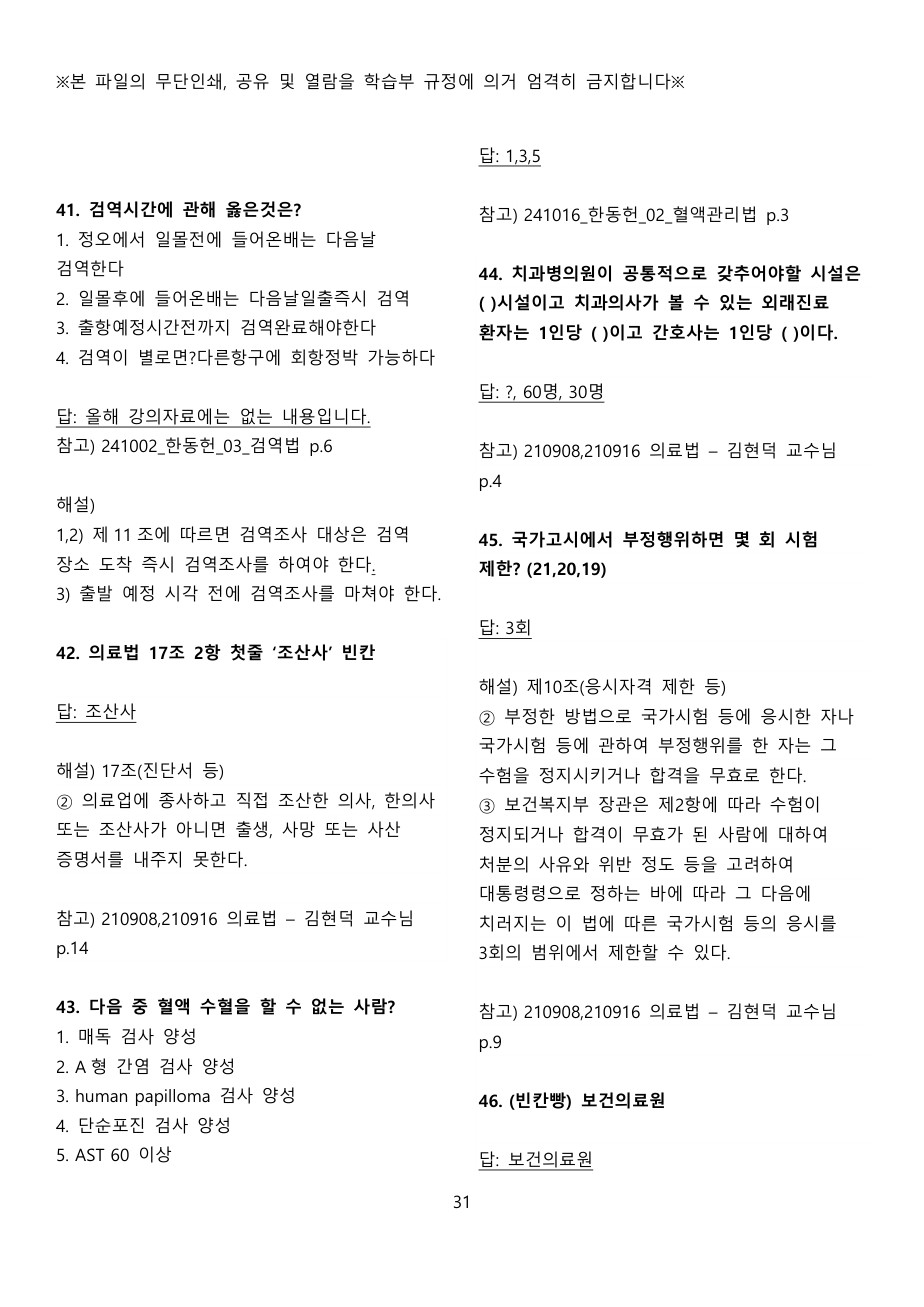 ※본 파일의 무단인쇄, 공유 및 열람을 학습부 규정에 의거 엄격히 금지합니다※
41. 검역시간에 관해 옳은것은?
1. 정오에서 일몰전에 들어온배는 다음날
검역한다
2. 일몰후에 들어온배는 다음날일출즉시 검역
3. 출항예정시간전까지 검역완료해야한다
4. 검역이 별로면?다른항구에 회항정박 가능하다
답: 올해 강의자료에는 없는 내용입니다.
참고) 241002_한동헌_03_검역법 p.6
해설)
1,2) 제 11 조에 따르면 검역조사 대상은 검역
장소 도착 즉시 검역조사를 하여야 한다.
3) 출발 예정 시각 전에 검역조사를 마쳐야 한다.
42. 의료법 17조 2항 첫줄 ‘조산사’ 빈칸
답: 조산사
해설) 17조(진단서 등)
② 의료업에 종사하고 직접 조산한 의사, 한의사
또는 조산사가 아니면 출생, 사망 또는 사산
증명서를 내주지 못한다.
참고) 210908,210916 의료법 – 김현덕 교수님
p.14
43. 다음 중 혈액 수혈을 할 수 없는 사람?
1. 매독 검사 양성
2. A 형 간염 검사 양성
3. human papilloma 검사 양성
4. 단순포진 검사 양성
5. AST 60 이상
답: 1,3,5
참고) 241016_한동헌_02_혈액관리법 p.3
44. 치과병의원이 공통적으로 갖추어야할 시설은
( )시설이고 치과의사가 볼 수 있는 외래진료
환자는 1인당 ( )이고 간호사는 1인당 ( )이다.
답: ?, 60명, 30명
참고) 210908,210916 의료법 – 김현덕 교수님
p.4
45. 국가고시에서 부정행위하면 몇 회 시험
제한? (21,20,19)
답: 3회
해설) 제10조(응시자격 제한 등)
② 부정한 방법으로 국가시험 등에 응시한 자나
국가시험 등에 관하여 부정행위를 한 자는 그
수험을 정지시키거나 합격을 무효로 한다.
③ 보건복지부 장관은 제2항에 따라 수험이
정지되거나 합격이 무효가 된 사람에 대하여
처분의 사유와 위반 정도 등을 고려하여
대통령령으로 정하는 바에 따라 그 다음에
치러지는 이 법에 따른 국가시험 등의 응시를
3회의 범위에서 제한할 수 있다.
참고) 210908,210916 의료법 – 김현덕 교수님
p.9
46. (빈칸빵) 보건의료원
답: 보건의료원
31